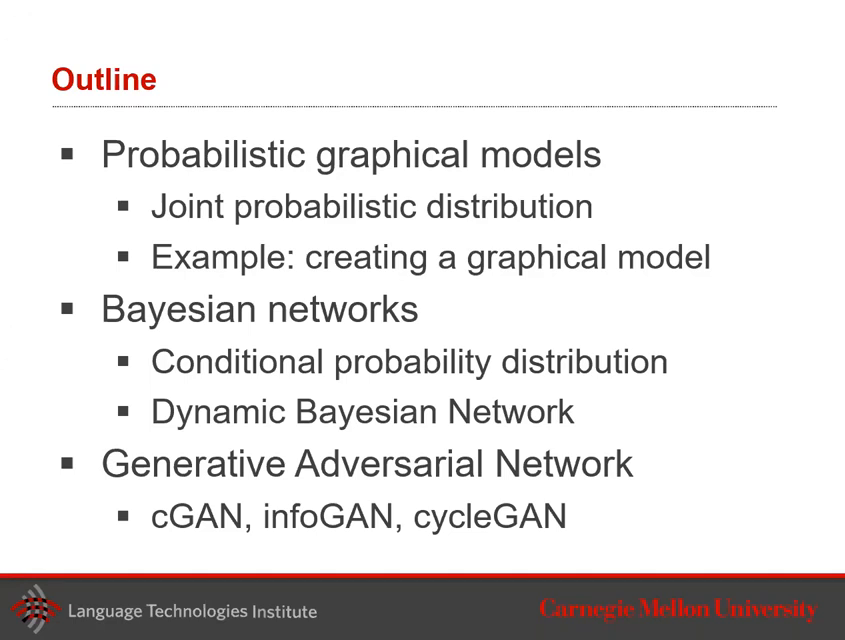 Outline
▪ Probabilistic graphical models
▪ Joint probabilistic distribution
▪ Example: creating a graphical model
▪ Bayesian networks
▪ Conditional probability distribution
▪ Dynamic Bayesian Network
▪ Generative Adversarial Network
▪ cGAN, infoGAN, cycleGAN
Language Technologies Institute
Carnegie Mellon University